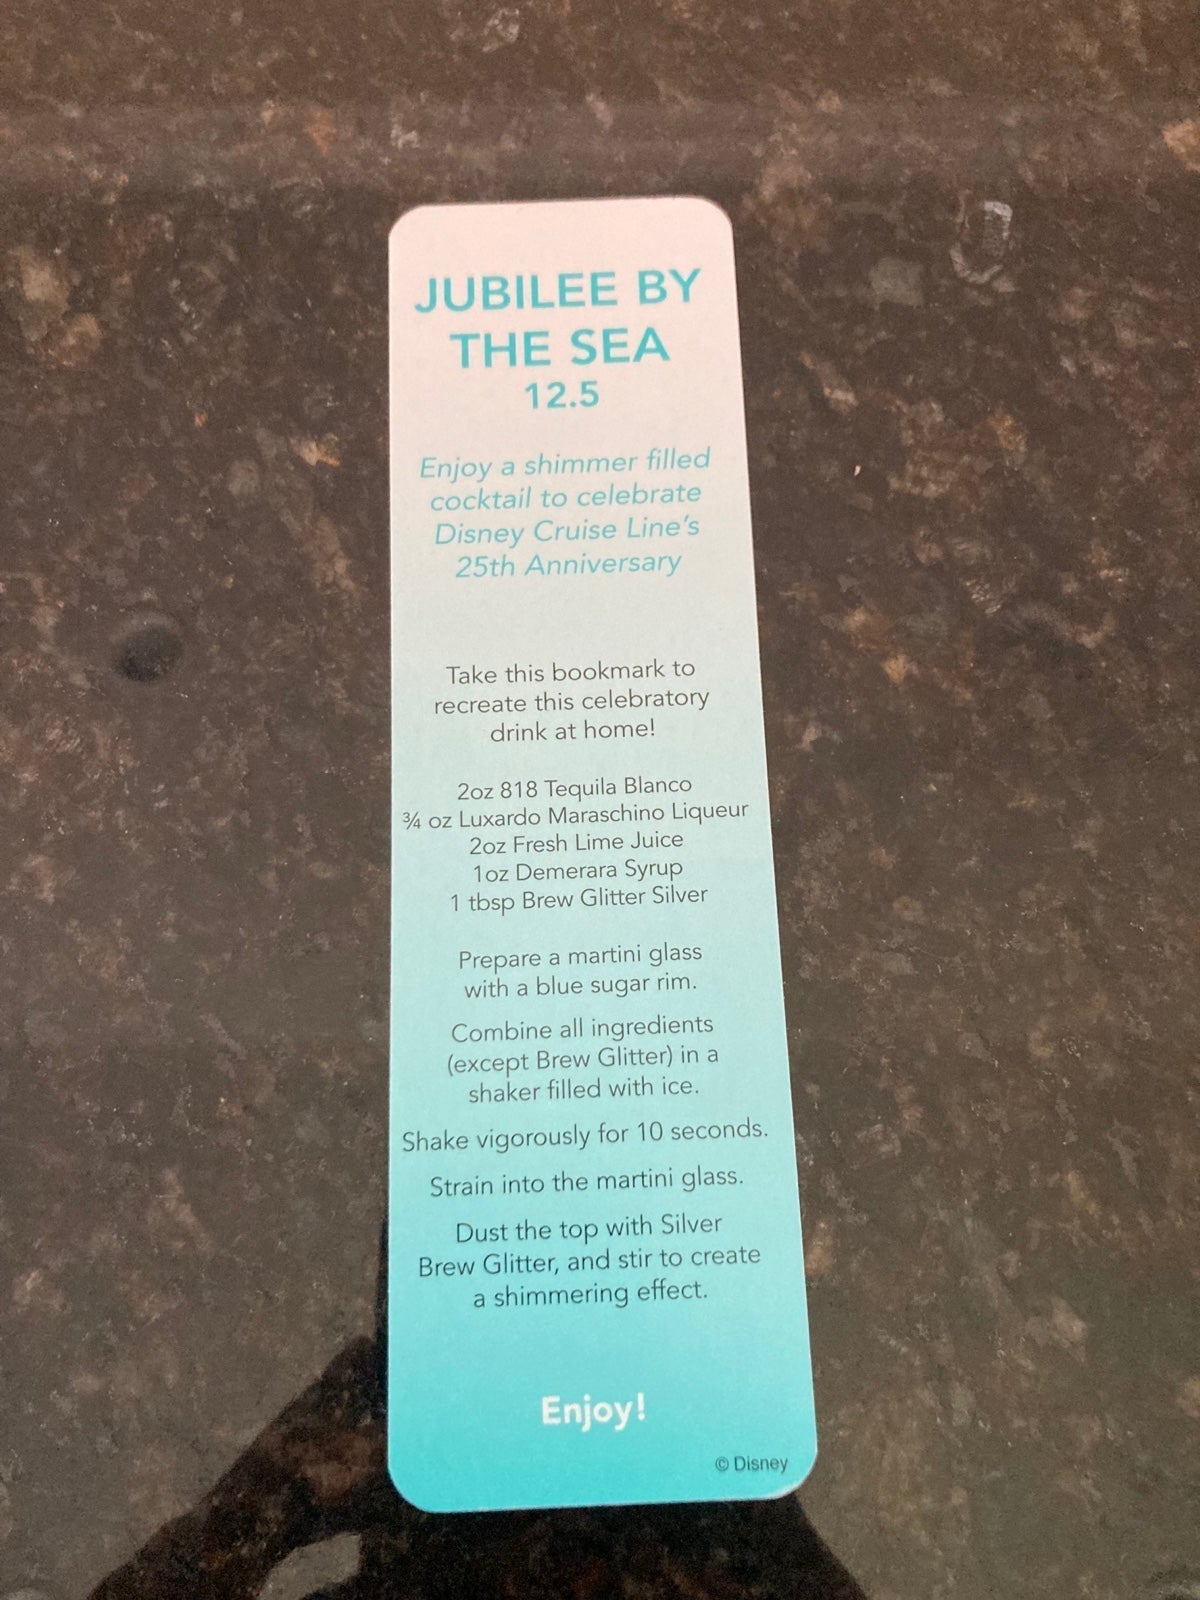 JUBILEE BY
THE SEA
12.5
Enjoy a shimmer filled
cocktail to celebrate
Disney Cruise Line's
25th Anniversary
Take this bookmark to
recreate this celebratory
drink at home!
2oz 818 Tequila Blanco
¾ oz Luxardo Maraschino Liqueur
2oz Fresh Lime Juice
1oz Demerara Syrup
1 tbsp Brew Glitter Silver
Prepare a martini glass
with a blue sugar rim.
Combine all ingredients
(except Brew Glitter) in a
shaker filled with ice.
Shake vigorously for 10 seconds.
Strain into the martini glass.
Dust the top with Silver
Brew Glitter, and stir to create
a shimmering effect.
Enjoy!
© Disney